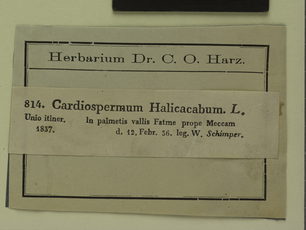 Herbarium Dr. C. O. Harz.
814. Cardiospermum Halicacabum. L.
Unio itiner. In palmetis vallis Fatme prope Meccam
1837. d. 12. Febr. 36. leg. W. Schimper.